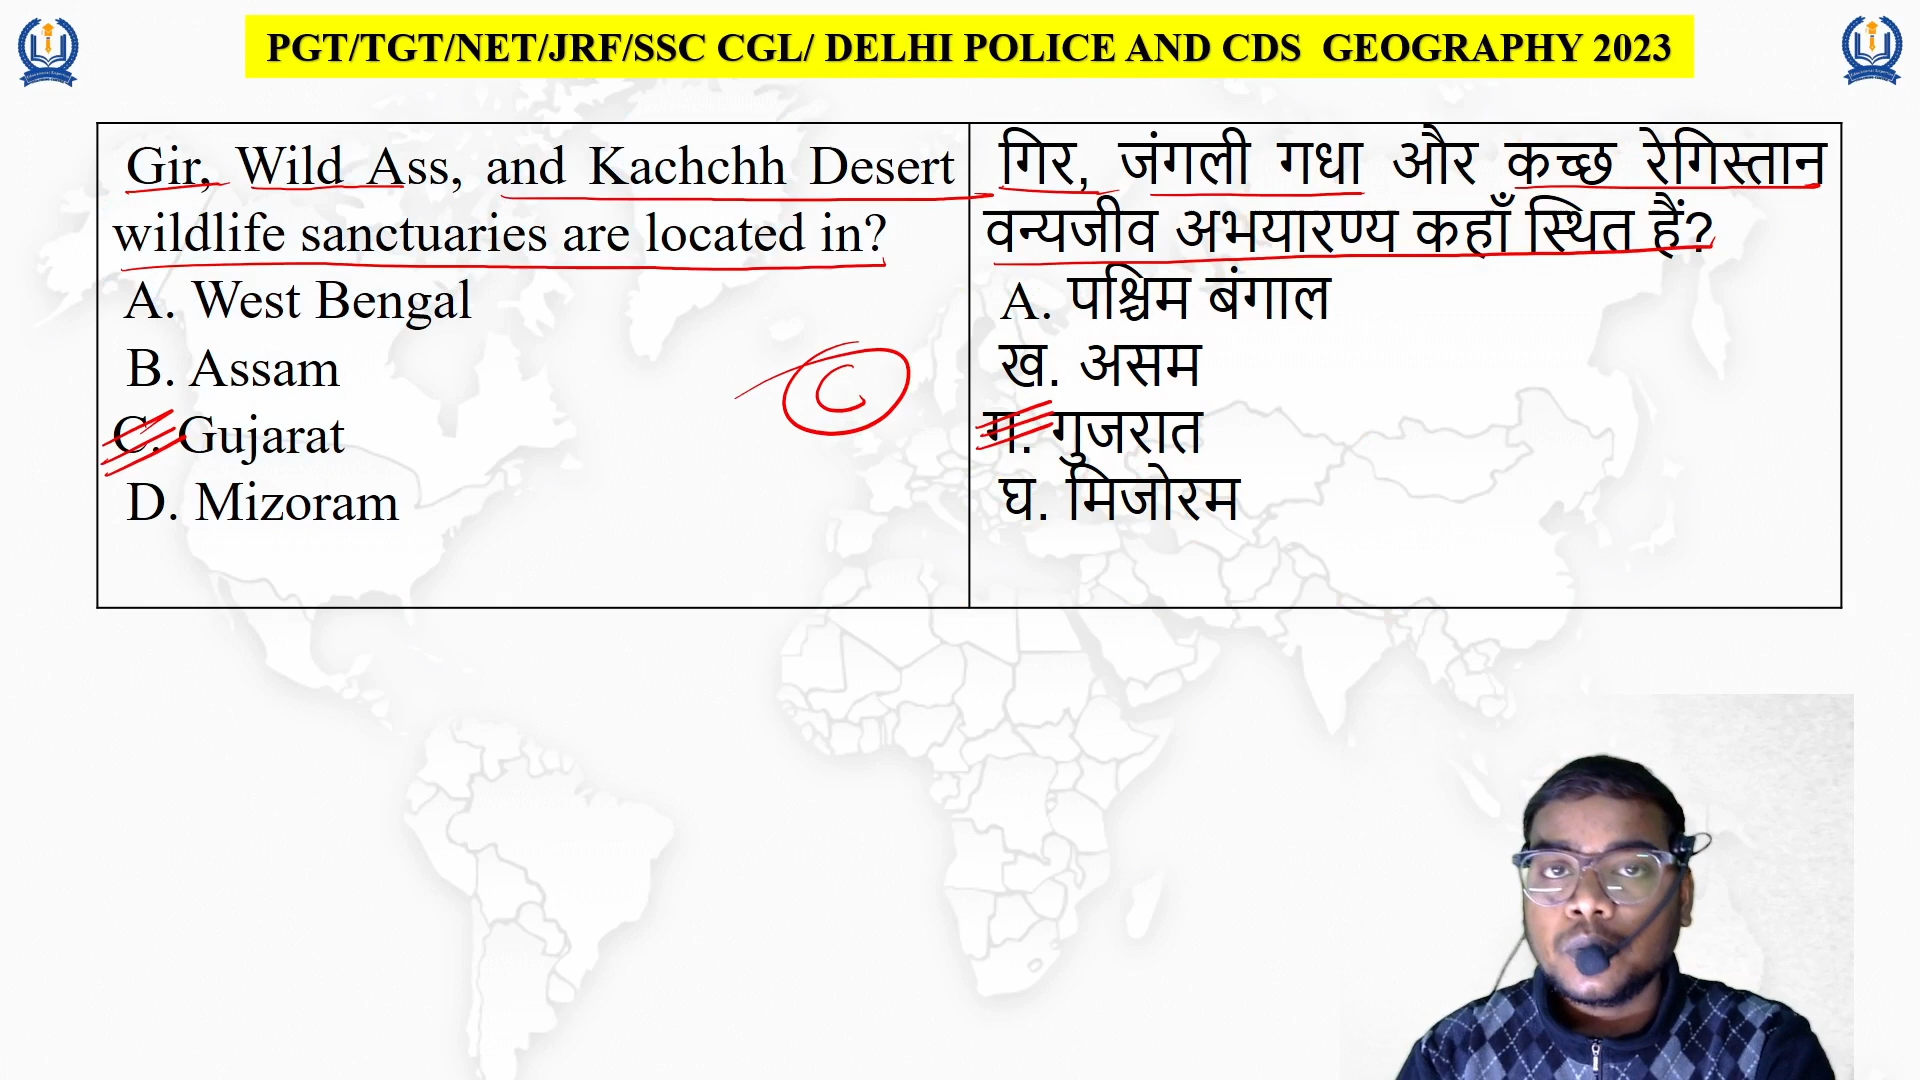 PGT/TGT/NET/JRF/SSC CGL/ DELHI POLICE AND CDS GEOGRAPHY 2023
Gir, Wild Ass, and Kachchh Desert
wildlife sanctuaries are located in?
A. West Bengal
B. Assam
C. Gujarat
D. Mizoram
C
गिर, जंगली गधा और कच्छ रेगिस्तान
वन्यजीव अभयारण्य कहाँ स्थित हैं?
A. पश्चिम बंगाल
ख. असम
ग. गुजरात
घ. मिजोरम